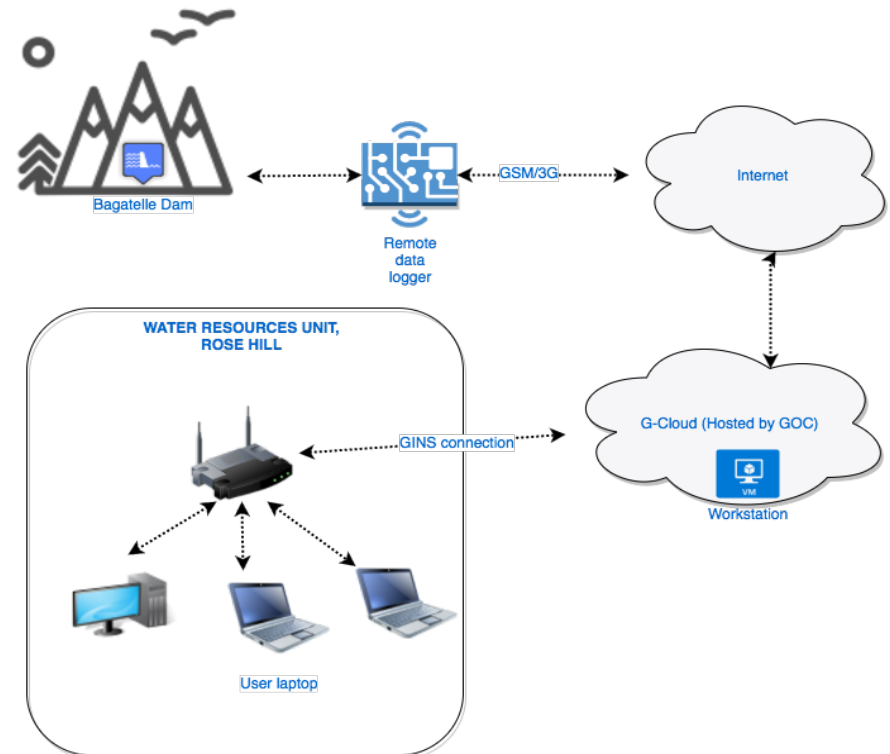 Bagatelle Dam
Remote
data
logger
GSM/3G
Internet
WATER RESOURCES UNIT,
ROSE HILL
GINS connection
G-Cloud (Hosted by GOC)
VM
Workstation
User laptop